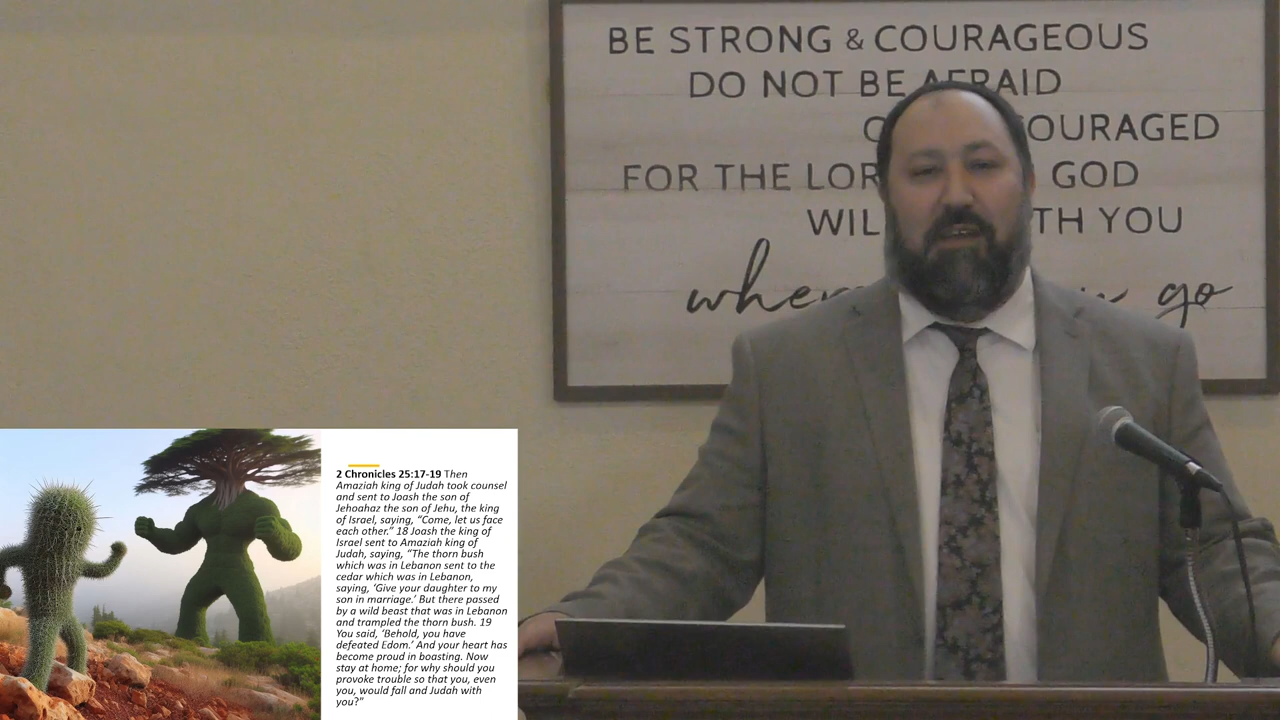 BE STRONG & COURAGEOUS
DO NOT BE AFRAID
OURAGED
FOR THE LOR GOD
WIL TH YOU
go
2 Chronicles 25:17-19 Then
Amaziah king of Judah took counsel
and sent to Joash the son of
Jehoahaz the son of Jehu, the king
of Israel, saying, “Come, let us face
each other.” 18 Joash the king of
Israel sent to Amaziah king of
Judah, saying, “The thorn bush
which was in Lebanon sent to the
cedar which was in Lebanon,
saying, ‘Give your daughter to my
son in marriage.’ But there passed
by a wild beast that was in Lebanon
and trampled the thorn bush. 19
You said, ‘Behold, you have
defeated Edom.’ And your heart has
become proud in boasting. Now
stay at home; for why should you
provoke trouble so that you, even
you, would fall and Judah with
you?”